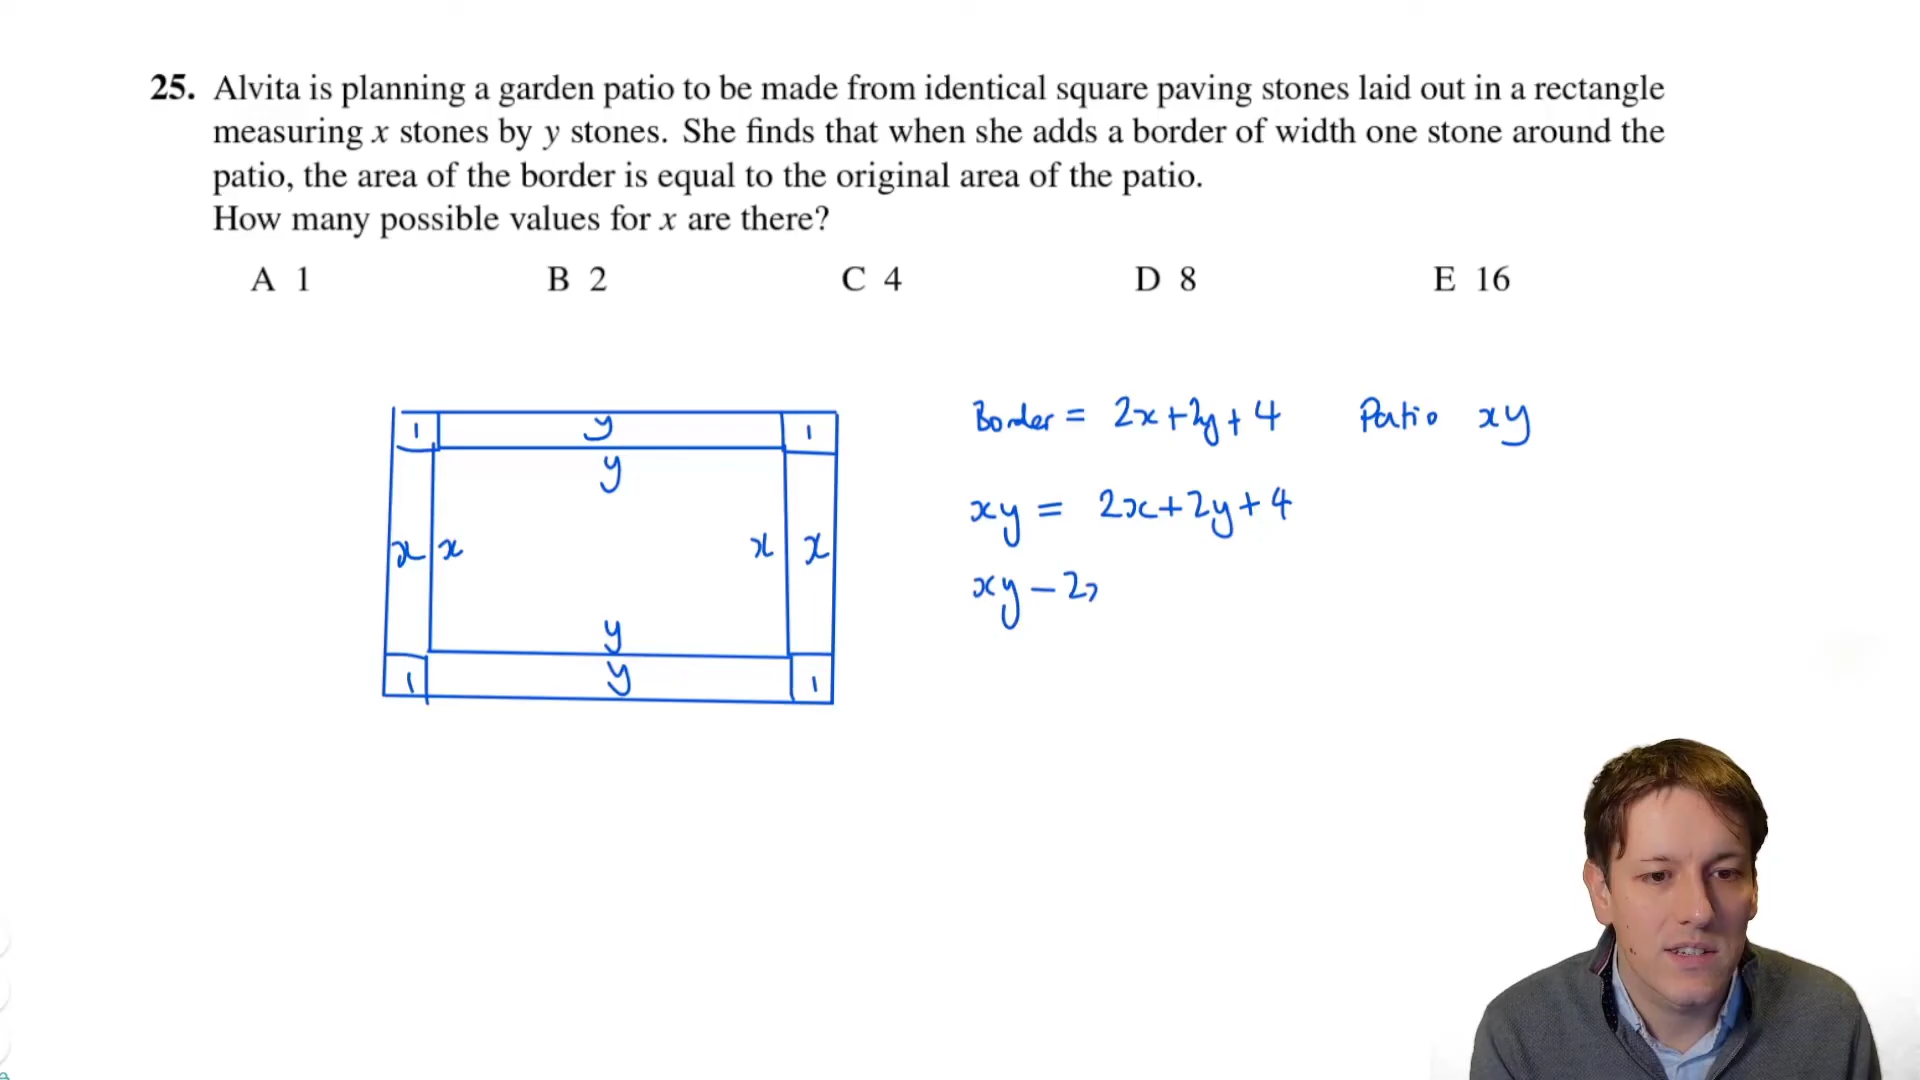 25. Alvita is planning a garden patio to be made from identical square paving stones laid out in a rectangle
measuring x stones by y stones. She finds that when she adds a border of width one stone around the
patio, the area of the border is equal to the original area of the patio.
How many possible values for x are there?
A 1 B 2 C 4 D 8 E 16
1 y 1
y
x x x x
y
1 y 1
Border = 2x+2y+4 Patio xy
xy = 2x+2y+4
xy - 2